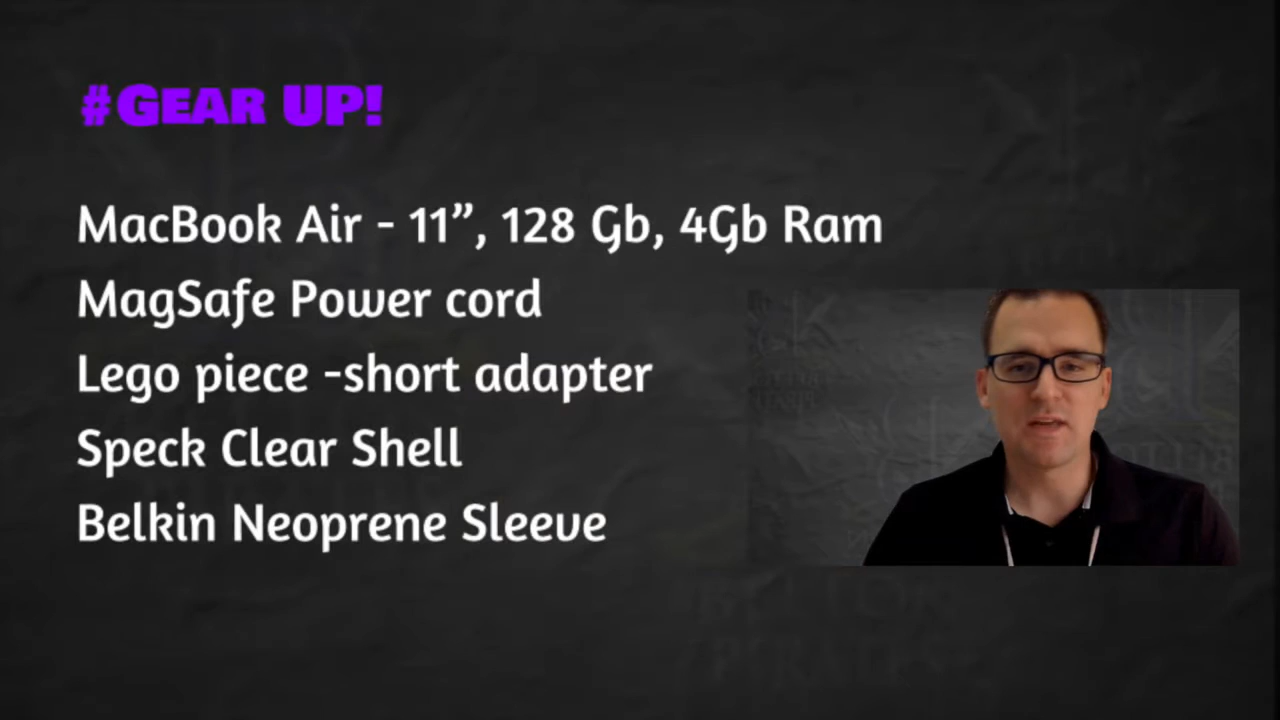 #GEAR UP!
MacBook Air - 11”, 128 Gb, 4Gb Ram
MagSafe Power cord
Lego piece -short adapter
Speck Clear Shell
Belkin Neoprene Sleeve